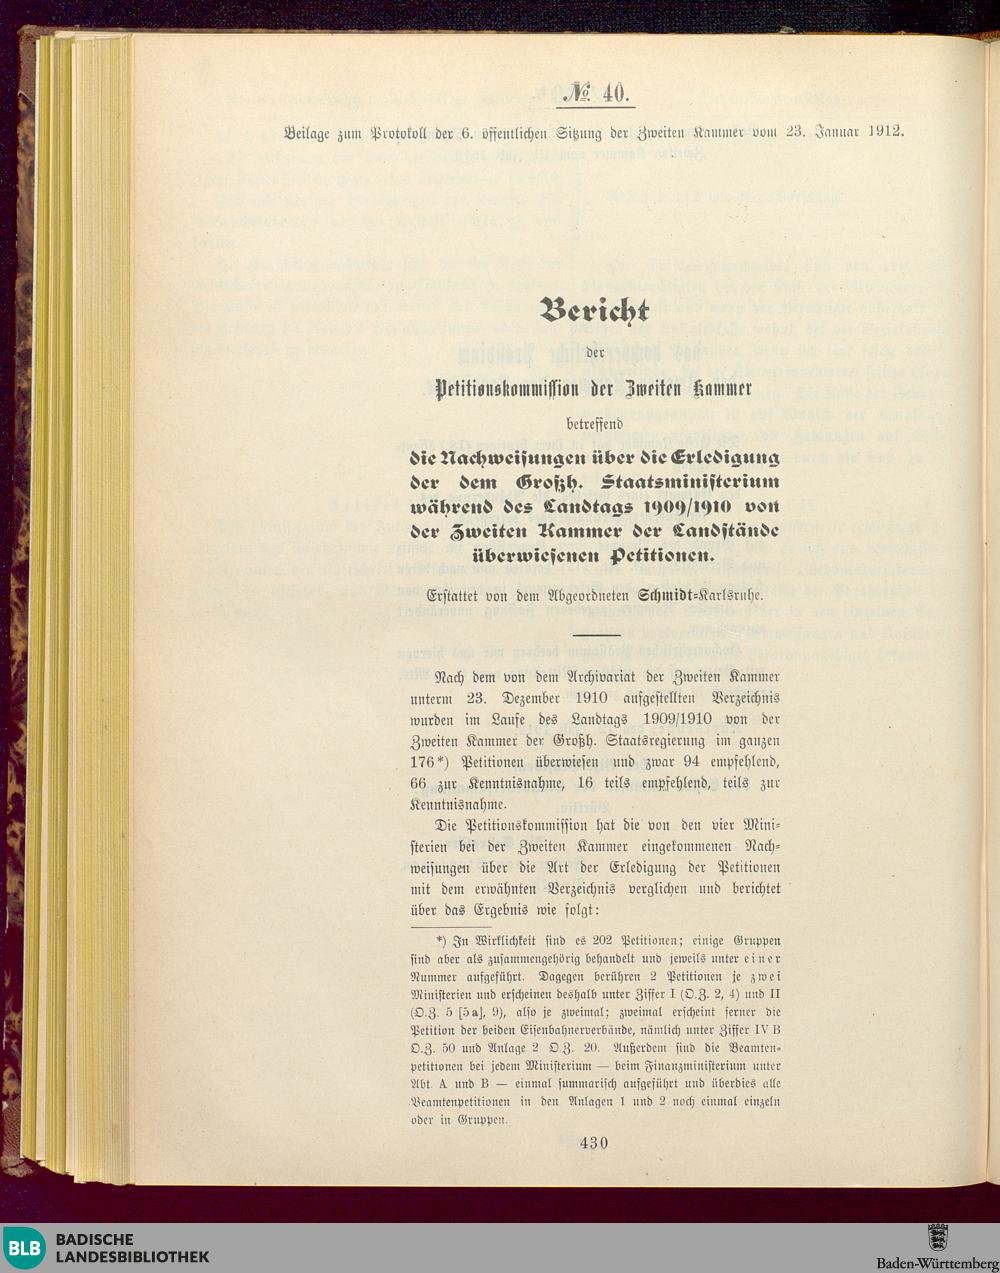 № 40.
Beilage zum Protokoll der 6. öffentlichen Sitzung der Zweiten Kammer vom 23. Januar 1912.
Bericht
der
Petitionskommission der Zweiten Kammer
betreffend
die Nachweisungen über die Erledigung
der dem Großh. Staatsministerium
während des Landtags 1909/1910 von
der Zweiten Kammer der Landstände
überwiesenen Petitionen.
Erstattet von dem Abgeordneten Schmidt=Karlsruhe.
Nach dem von dem Archivariat der Zweiten Kammer
unterm 23. Dezember 1910 aufgestellten Verzeichnis
wurden im Laufe des Landtags 1909/1910 von der
Zweiten Kammer der Großh. Staatsregierung im ganzen
176*) Petitionen überwiesen und zwar 94 empfehlend,
66 zur Kenntnisnahme, 16 teils empfehlend, teils zur
Kenntnisnahme.
Die Petitionskommission hat die von den vier Mini=
sterien bei der Zweiten Kammer eingekommenen Nach=
weisungen über die Art der Erledigung der Petitionen
mit dem erwähnten Verzeichnis verglichen und berichtet
über das Ergebnis wie folgt:
*) In Wirklichkeit sind es 202 Petitionen; einige Gruppen
sind aber als zusammengehörig behandelt und jeweils unter einer
Nummer aufgeführt. Dagegen berühren 2 Petitionen je zwei
Ministerien und erscheinen deshalb unter Ziffer I (O.Z. 2, 4) und II
(O.Z. 5 [5a], 9), also je zweimal; zweimal erscheint ferner die
Petition der beiden Eisenbahnerverbände, nämlich unter Ziffer IV B
O.Z. 50 und Anlage 2 O.Z. 20. Außerdem sind die Beamten=
petitionen bei jedem Ministerium — beim Finanzministerium unter
Abt. A und B — einmal summarisch aufgeführt und überdies alle
Beamtenpetitionen in den Anlagen 1 und 2 noch einmal einzeln
oder in Gruppen.
430
BLB BADISCHE
LANDESBIBLIOTHEK
Baden-Württemberg